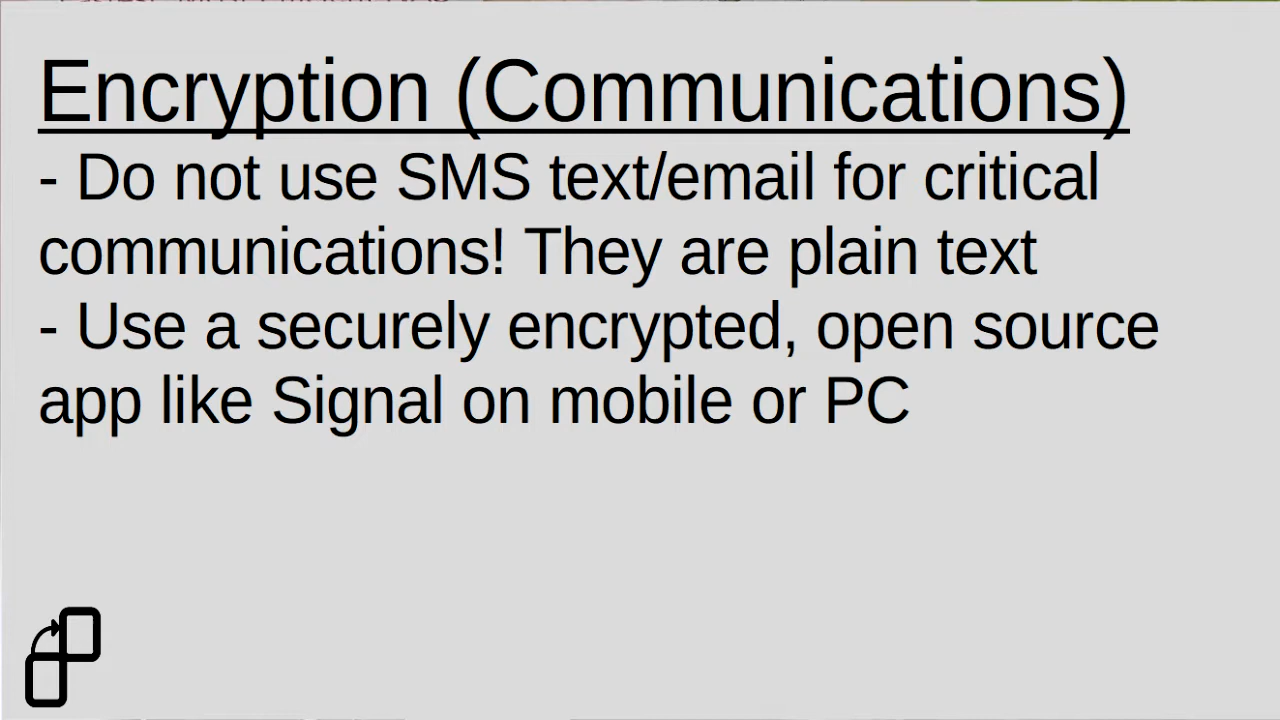 Encryption (Communications)
- Do not use SMS text/email for critical
communications! They are plain text
- Use a securely encrypted, open source
app like Signal on mobile or PC